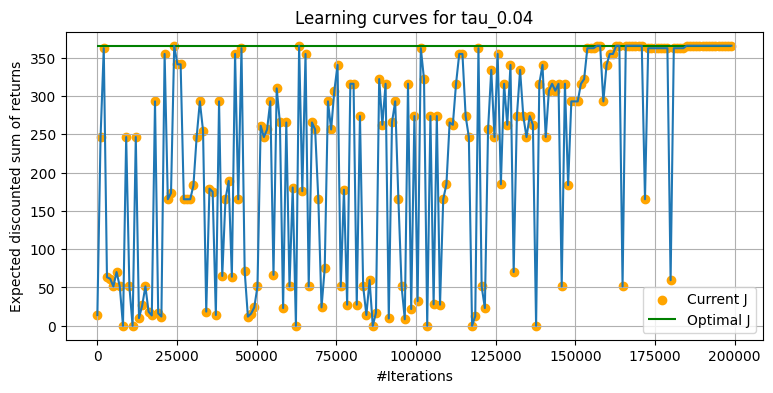 Learning curves for tau_0.04
Expected discounted sum of returns
350
300
250
200
150
100
50
0
0 25000 50000 75000 100000 125000 150000 175000 200000
#Iterations
Current J
Optimal J